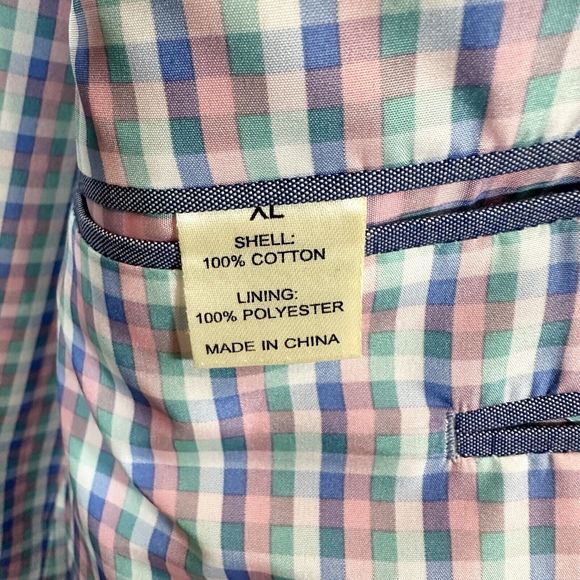 XL
SHELL:
100% COTTON
LINING:
100% POLYESTER
MADE IN CHINA